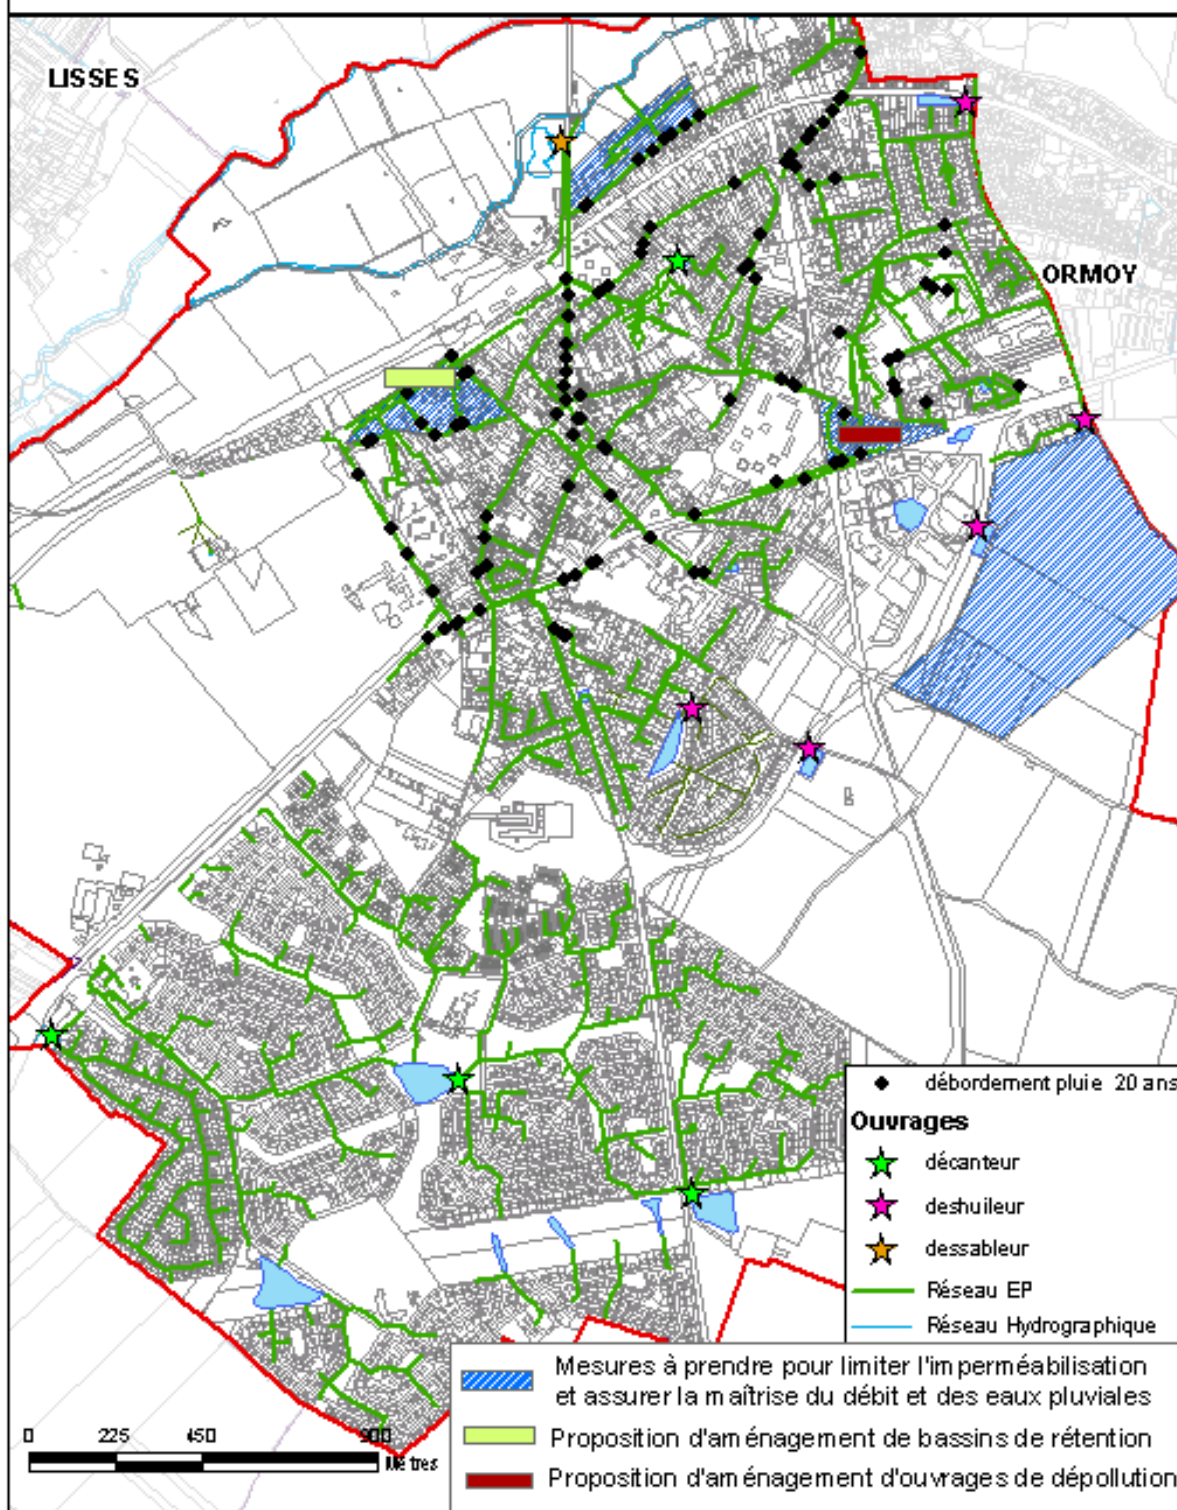 LISSES
ORMOY
débordement pluie 20 ans
Ouvrages
décanteur
deshuileur
dessableur
Réseau EP
Réseau Hydrographique
Mesures à prendre pour limiter l'imperméabilisation
et assurer la maîtrise du débit et des eaux pluviales
Proposition d'aménagement de bassins de rétention
Proposition d'aménagement d'ouvrages de dépollution
0 225 450 900
Mètres